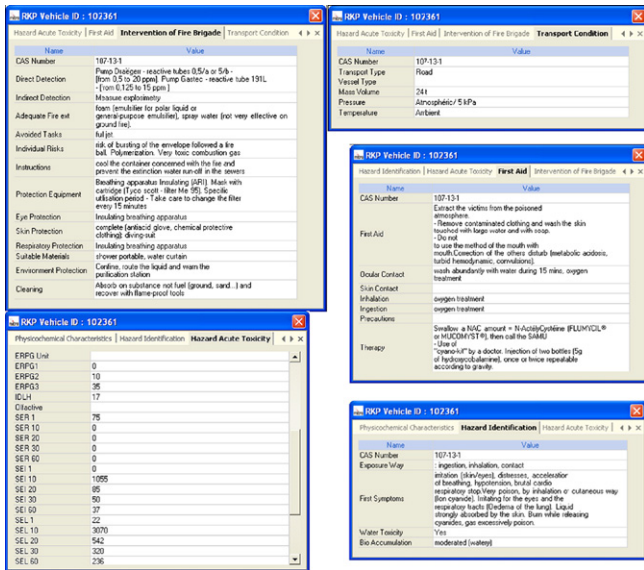 RKP Vehicle ID : 102361
Hazard Acute Toxicity | First Aid | Intervention of Fire Brigade | Transport Condition
Name Value
CAS Number 107-13-1
Direct Detection Pump Draëger - reactive tubes 0,5/a or 5/b -
[from 0,5 to 20 ppm]. Pump Gastec - reactive tube 191L
- [from 0,125 to 15 ppm ]
Indirect Detection Measure explosimetry
Adequate Fire ext foam (emulsifier for polar liquid or
general-purpose emulsifier), spray water (not very effective on
ground fire).
Avoided Tasks full jet
Individual Risks risk of bursting of the envelope followed a fire
ball. Polymerization. Very toxic combustion gas
Instructions cool the container concerned with the fire and
prevent the extinction water run-off in the sewers
Protection Equipment Breathing apparatus Insulating (ARI). Mask with
cartridge (Tyco scott - filter Me 95). Specific
utilisation period - Take care to change the filter
every 15 minutes
Eye Protection Insulating breathing apparatus
Skin Protection complete (antiacid glove, chemical protective
clothing); diving-suit
Respiratory Protection Insulating breathing apparatus
Suitable Materials shower portable, water curtain
Environment Protection Confine, route the liquid and warn the
purification station
Cleaning Absorb on substance not fuel (ground, sand...) and
recover with flame-proof tools
RKP Vehicle ID : 102361
Hazard Acute Toxicity | First Aid | Intervention of Fire Brigade | Transport Condition
Name Value
CAS Number 107-13-1
Transport Type Road
Vessel Type
Mass Volume 24t
Pressure Atmosphéric/ 5 kPa
Temperature Ambient
RKP Vehicle ID : 102361
Hazard Identification | Hazard Acute Toxicity | First Aid | Intervention of Fire Brigade
Name Value
CAS Number 107-13-1
First Aid Extract the victims from the poisoned
atmosphere.
- Remove contaminated clothing and wash the skin
touched with large water and with soap.
- Do not
to use the method of mouth with
mouth.Correction of the others disturb (metabolic acidosis,
turbid hemodynamic, convulsions).
Ocular Contact wash abundantly with water during 15 mins, oxygen
treatment
Skin Contact
Inhalation oxygen treatment
Ingestion oxygen treatment
Precautions
Therapy Swallow a NAC amount = N-ActélyCystéine (FLUMYCIL®
or MUCOMYST®), then call the SAMU
- Use of
"cyano-kit" by a doctor. Injection of two bottles (5g
of hydroxycobalamine), once or twice repeatable
according to gravity.
RKP Vehicle ID : 102361
Physicochemical Characteristics | Hazard Identification | Hazard Acute Toxicity
ERPG Unit
ERPG1 0
ERPG2 10
ERPG3 35
IDLH 17
Olfactive
SER 1 75
SER 10 0
SER 20 0
SER 30 0
SER 60 0
SEI 1 0
SEI 10 1055
SEI 20 85
SEI 30 50
SEI 60 37
SEL 1 22
SEL 10 3070
SEL 20 542
SEL 30 320
SEL 60 236
RKP Vehicle ID : 102361
Physicochemical Characteristics | Hazard Identification | Hazard Acute Toxicity
Name Value
CAS Number 107-13-1
Exposure Way : ingestion, inhalation, contact
First Symptoms irritation (skin/eyes), distresses, acceleration
of breathing, hypotension, brutal cardio
respiratory stop.Very poison, by inhalation or cutaneous way
(Ion cyanide). Irritating for the eyes and the
respiratory tracts (Oedema of the lung). Liquid
strongly absorbed by the skin. Burn while releasing
cyanides, gas excessively poison.
Water Toxicity Yes
Bio Accumulation moderated (watery)